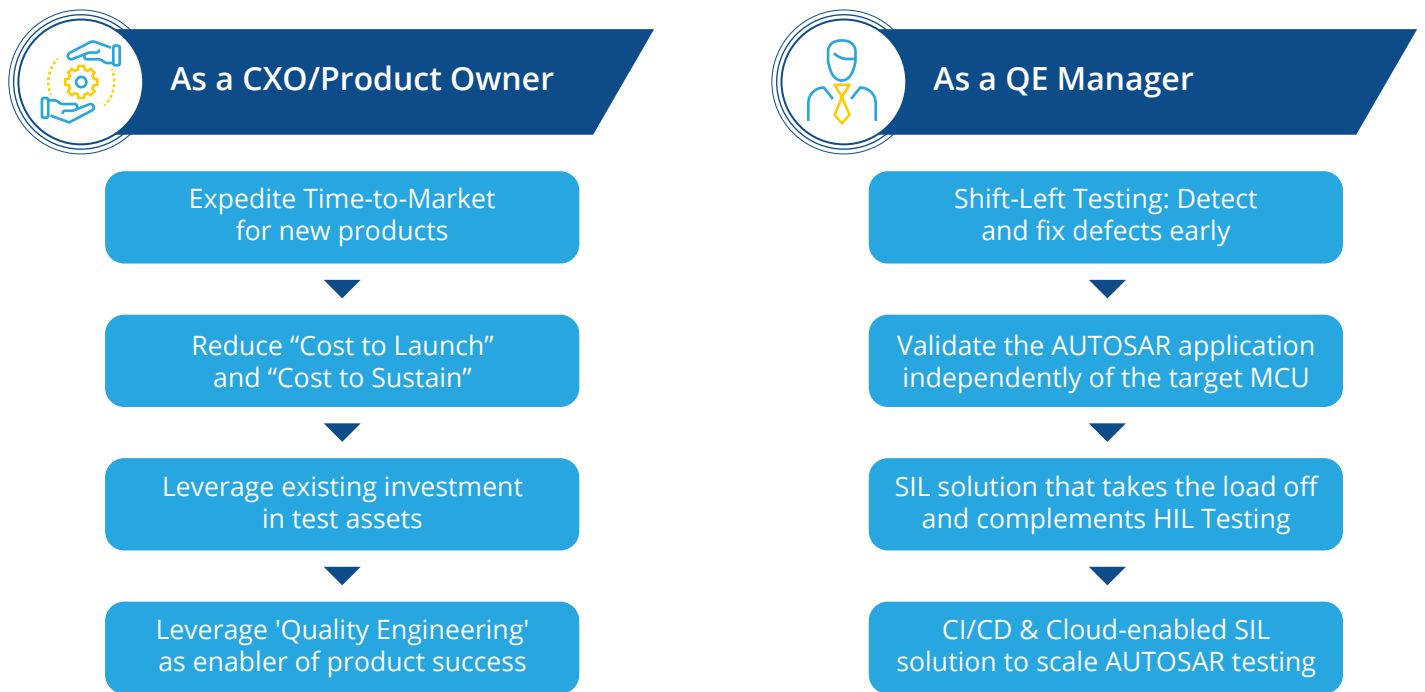 As a CXO/Product Owner
Expedite Time-to-Market
for new products
Reduce “Cost to Launch”
and “Cost to Sustain”
Leverage existing investment
in test assets
Leverage 'Quality Engineering'
as enabler of product success
As a QE Manager
Shift-Left Testing: Detect
and fix defects early
Validate the AUTOSAR application
independently of the target MCU
SIL solution that takes the load off
and complements HIL Testing
CI/CD & Cloud-enabled SIL
solution to scale AUTOSAR testing